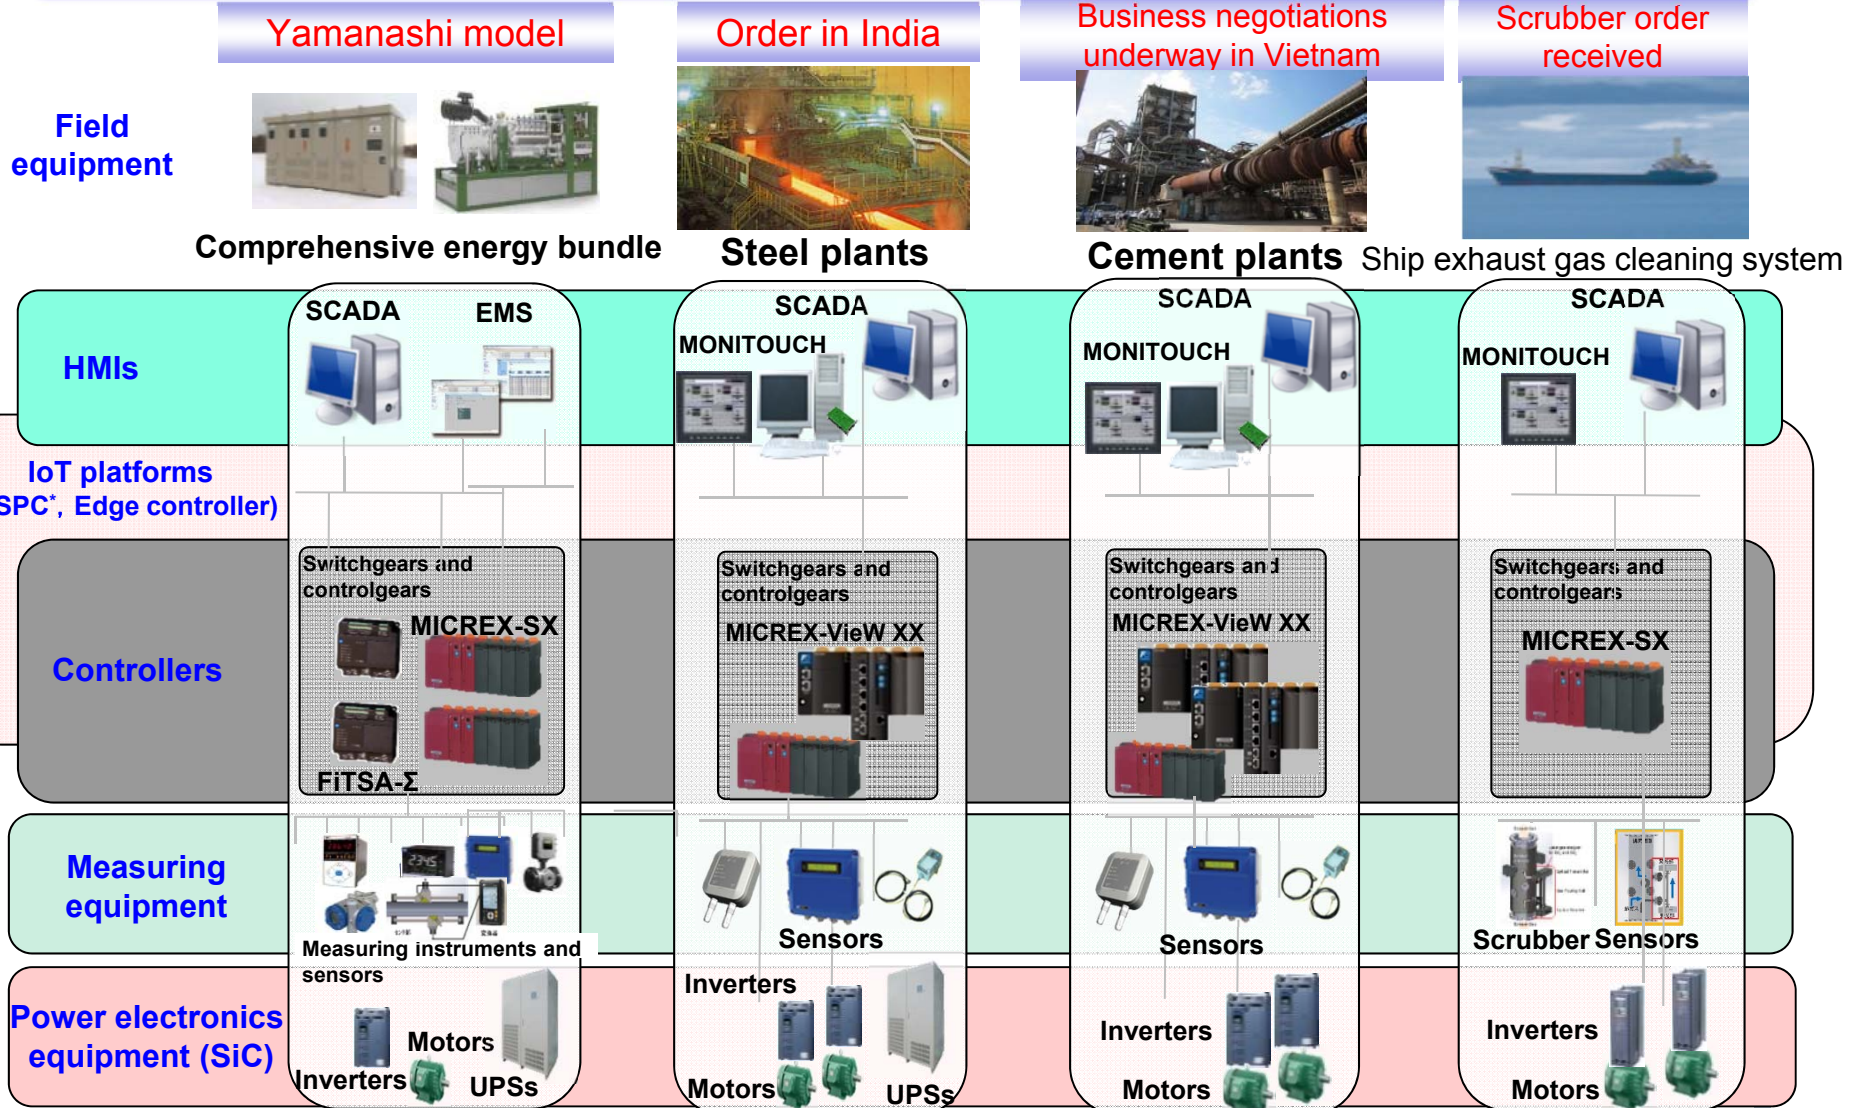 Yamanashi model
Order in India
Business negotiations
underway in Vietnam
Scrubber order
received
Field
equipment
Comprehensive energy bundle
Steel plants
Cement plants
Ship exhaust gas cleaning system
HMIs
SCADA
EMS
SCADA
MONITOUCH
SCADA
MONITOUCH
SCADA
MONITOUCH
IoT platforms
SPC*, Edge controller)
Controllers
Switchgears and
controlgears
MICREX-SX
FiTSA-Σ
Switchgears and
controlgears
MICREX-VieW XX
Switchgears and
controlgears
MICREX-VieW XX
Switchgears and
controlgears
MICREX-SX
Measuring
equipment
2345
Measuring instruments and
sensors
Sensors
Sensors
Scrubber
Sensors
Power electronics
equipment (SiC)
Inverters
Motors
UPSs
Inverters
Motors
UPSs
Inverters
Motors
Inverters
Motors